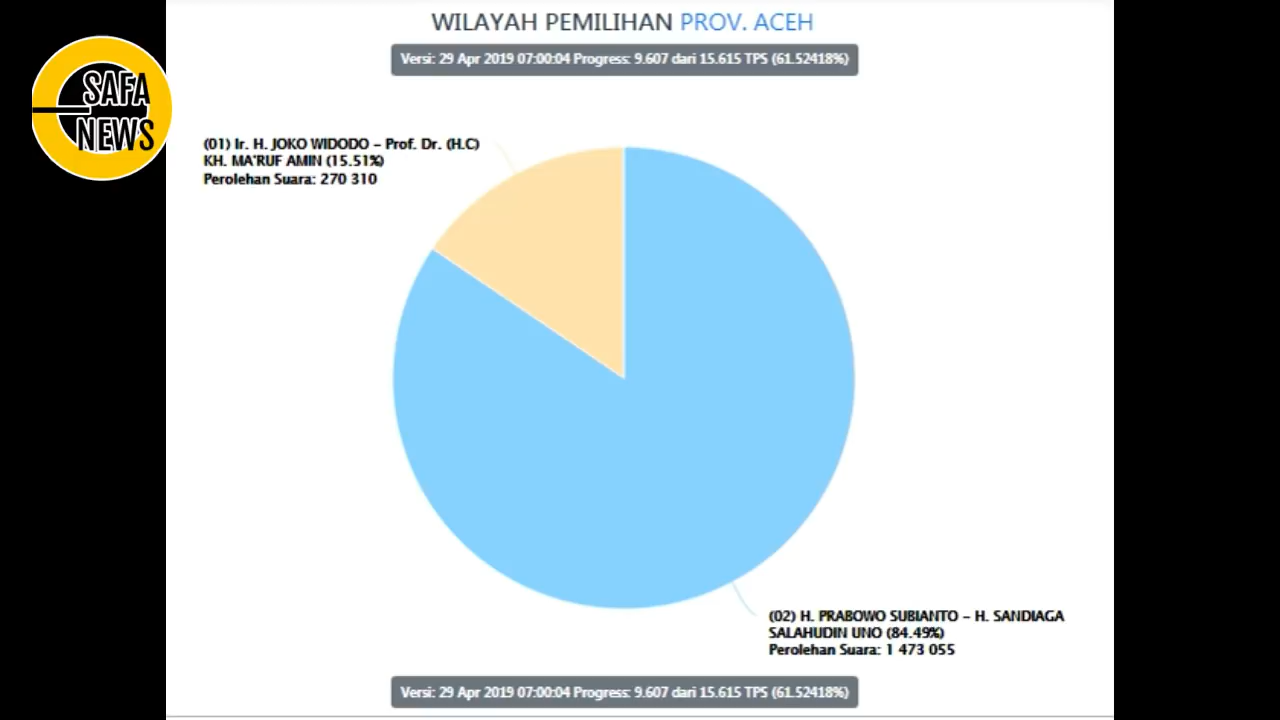 WILAYAH PEMILIHAN PROV. ACEH
Versi: 29 Apr 2019 07:00:04 Progress: 9.607 dari 15.615 TPS (61.52418%)
SAFA
NEWS
(01) Ir. H. JOKO WIDODO – Prof. Dr. (H.C)
KH. MA'RUF AMIN (15.51%)
Perolehan Suara: 270 310
(02) H. PRABOWO SUBIANTO – H. SANDIAGA
SALAHUDIN UNO (84.49%)
Perolehan Suara: 1 473 055
Versi: 29 Apr 2019 07:00:04 Progress: 9.607 dari 15.615 TPS (61.52418%)